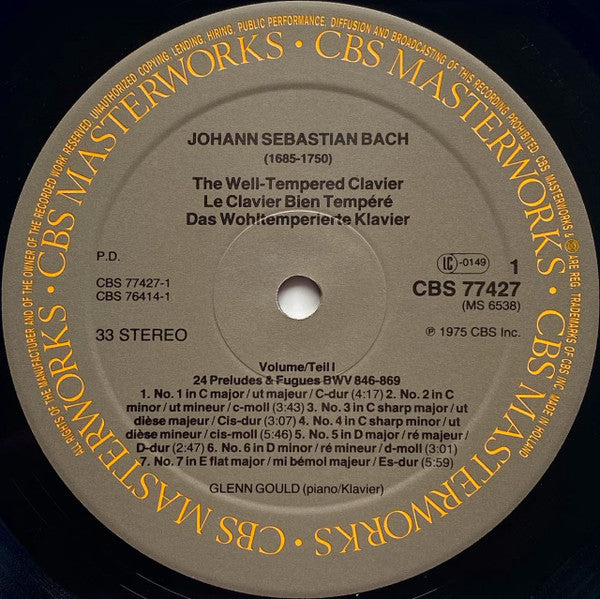 ALL RIGHTS OF THE MANUFACTURER AND OF THE OWNER OF THE RECORDED WORK RESERVED. UNAUTHORIZED COPYING, LENDING, HIRING, PUBLIC PERFORMANCE, DIFFUSION AND BROADCASTING OF THIS RECORDING PROHIBITED. CBS, MASTERWORKS & ARE REG. TRADEMARKS OF CBS INC. MADE IN HOLLAND
CBS MASTERWORKS · CBS MASTERWORKS · CBS MASTERWORKS · CBS MASTERWORKS ·
JOHANN SEBASTIAN BACH
(1685-1750)
The Well-Tempered Clavier
Le Clavier Bien Tempéré
Das Wohltemperierte Klavier
P.D.
LC -0149 1
CBS 77427-1
CBS 77427
CBS 76414-1
(MS 6538)
33 STEREO
℗ 1975 CBS Inc.
Volume/Teil I
24 Preludes & Fugues BWV 846-869
1. No. 1 in C major/ut majeur/C-dur (4:17) 2. No. 2 in C
minor/ut mineur/c-moll (3:43) 3. No. 3 in C sharp major/ut
dièse majeur/Cis-dur (3:07) 4. No. 4 in C sharp minor/ut
dièse mineur/cis-moll (5:46) 5. No. 5 in D major/ré majeur/
D-dur (2:47) 6. No. 6 in D minor/ré mineur/d-moll (3:01)
7. No. 7 in E flat major/mi bémol majeur/Es-dur (5:59)
GLENN GOULD (piano/Klavier)